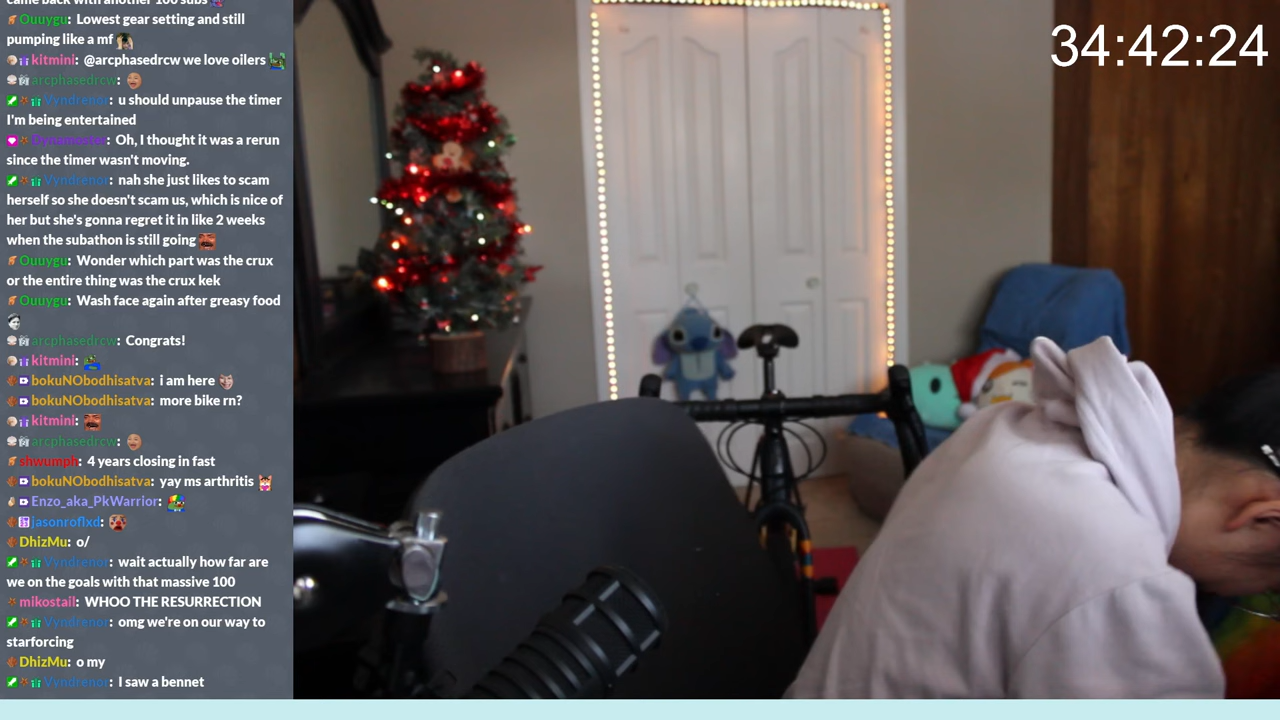 came back with another 100 subs
Ouuygu: Lowest gear setting and still
pumping like a mf
kitmini: @arcphasedrcw we love oilers
arcphasedrcw:
Vyndrenor: u should unpause the timer
I'm being entertained
Dynamoster: Oh, I thought it was a rerun
since the timer wasn't moving.
Vyndrenor: nah she just likes to scam
herself so she doesn't scam us, which is nice of
her but she's gonna regret it in like 2 weeks
when the subathon is still going
Ouuygu: Wonder which part was the crux
or the entire thing was the crux kek
Ouuygu: Wash face again after greasy food
arcphasedrcw: Congrats!
kitmini:
bokuNObodhisatva: i am here
bokuNObodhisatva: more bike rn?
kitmini:
arcphasedrcw:
shwumph: 4 years closing in fast
bokuNObodhisatva: yay ms arthritis
Enzo_aka_PkWarrior:
jasonroflxd:
DhizMu: o/
Vyndrenor: wait actually how far are
we on the goals with that massive 100
mikostail: WHOO THE RESURRECTION
Vyndrenor: omg we're on our way to
starforcing
DhizMu: o my
Vyndrenor: I saw a bennet
34:42:24